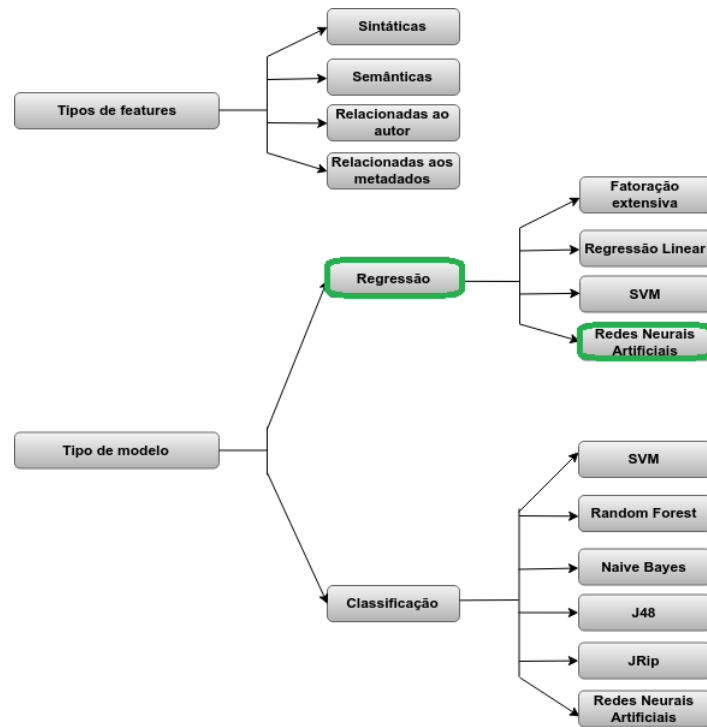 Sintáticas
Semânticas
Tipos de features
Relacionadas ao
autor
Relacionadas aos
metadados
Fatoração
extensiva
Regressão Linear
Regressão
SVM
Redes Neurais
Artificiais
Tipo de modelo
SVM
Random Forest
Naive Bayes
Classificação
J48
JRip
Redes Neurais
Artificiais